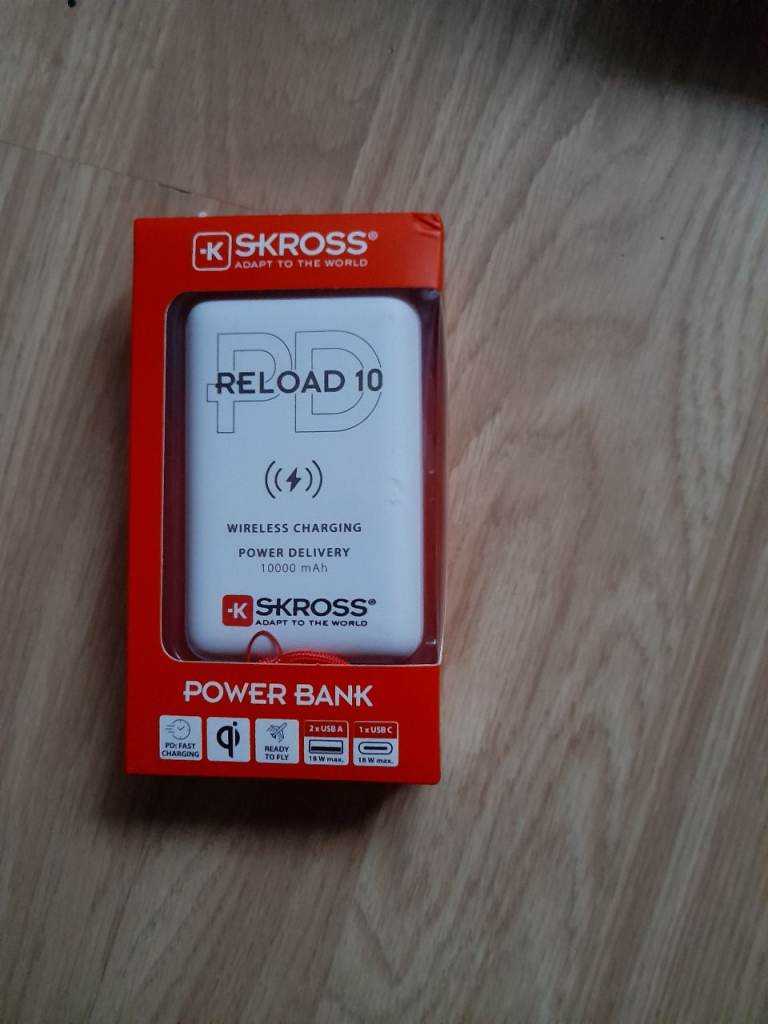 -K SKROSS®
ADAPT TO THE WORLD
PD
RELOAD 10
WIRELESS CHARGING
POWER DELIVERY
10000 mAh
-K SKROSS®
ADAPT TO THE WORLD
POWER BANK
PD: FAST CHARGING
qi
READY TO FLY
2 x USB A
18 W max.
1 x USB C
18 W max.